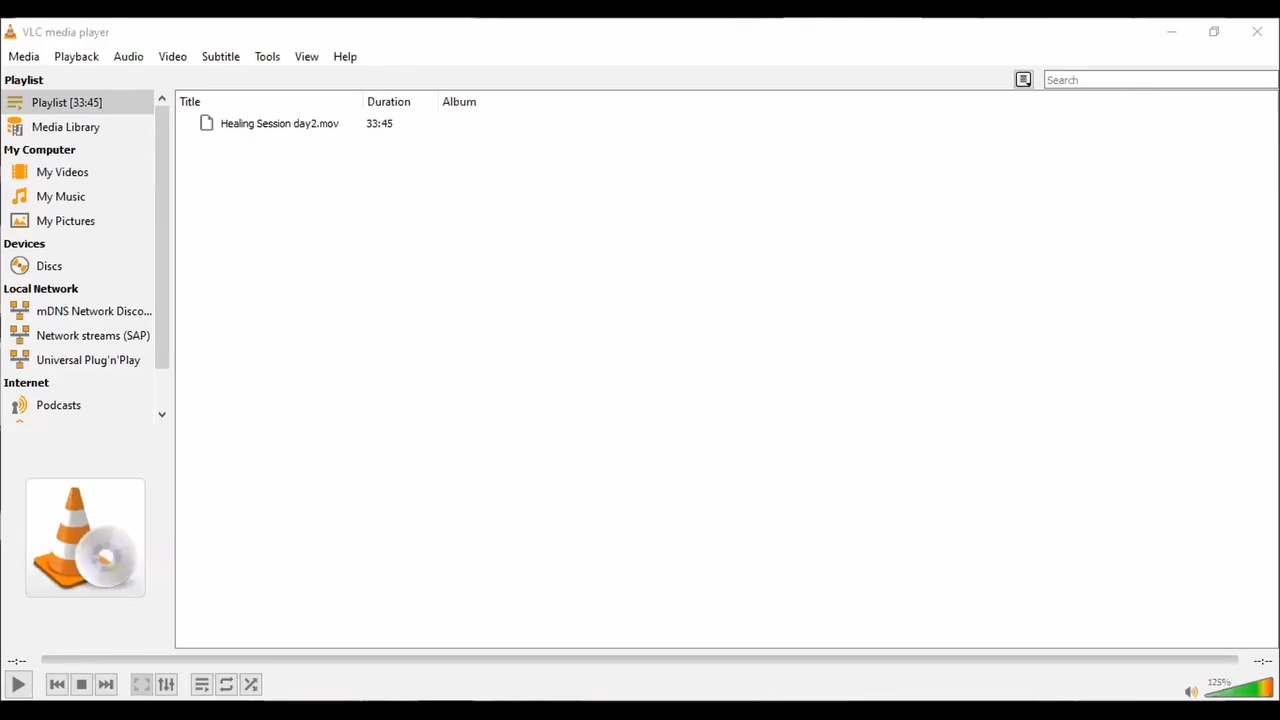 VLC media player
Media Playback Audio Video Subtitle Tools View Help
Playlist
Search
Playlist [33:45]
Media Library
My Computer
My Videos
My Music
My Pictures
Devices
Discs
Local Network
mDNS Network Disco...
Network streams (SAP)
Universal Plug'n'Play
Internet
Podcasts
Title Duration Album
Healing Session day2.mov 33:45
--:-- --:--
125%